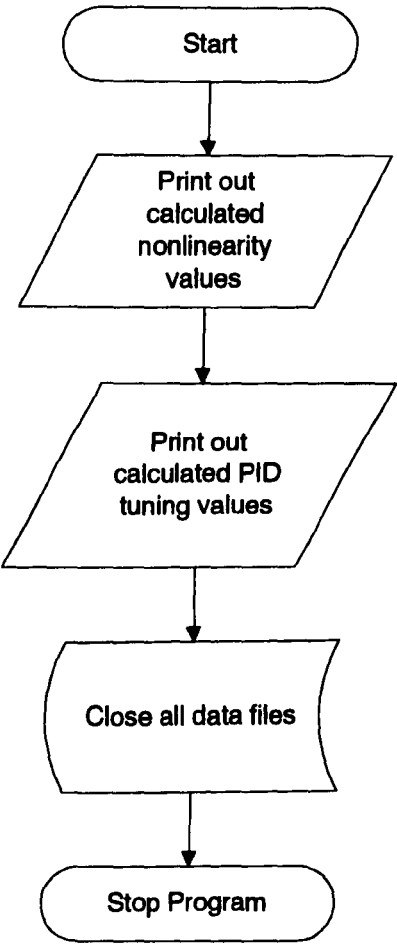 Start
Print out
calculated
nonlinearity
values
Print out
calculated PID
tuning values
Close all data files
Stop Program